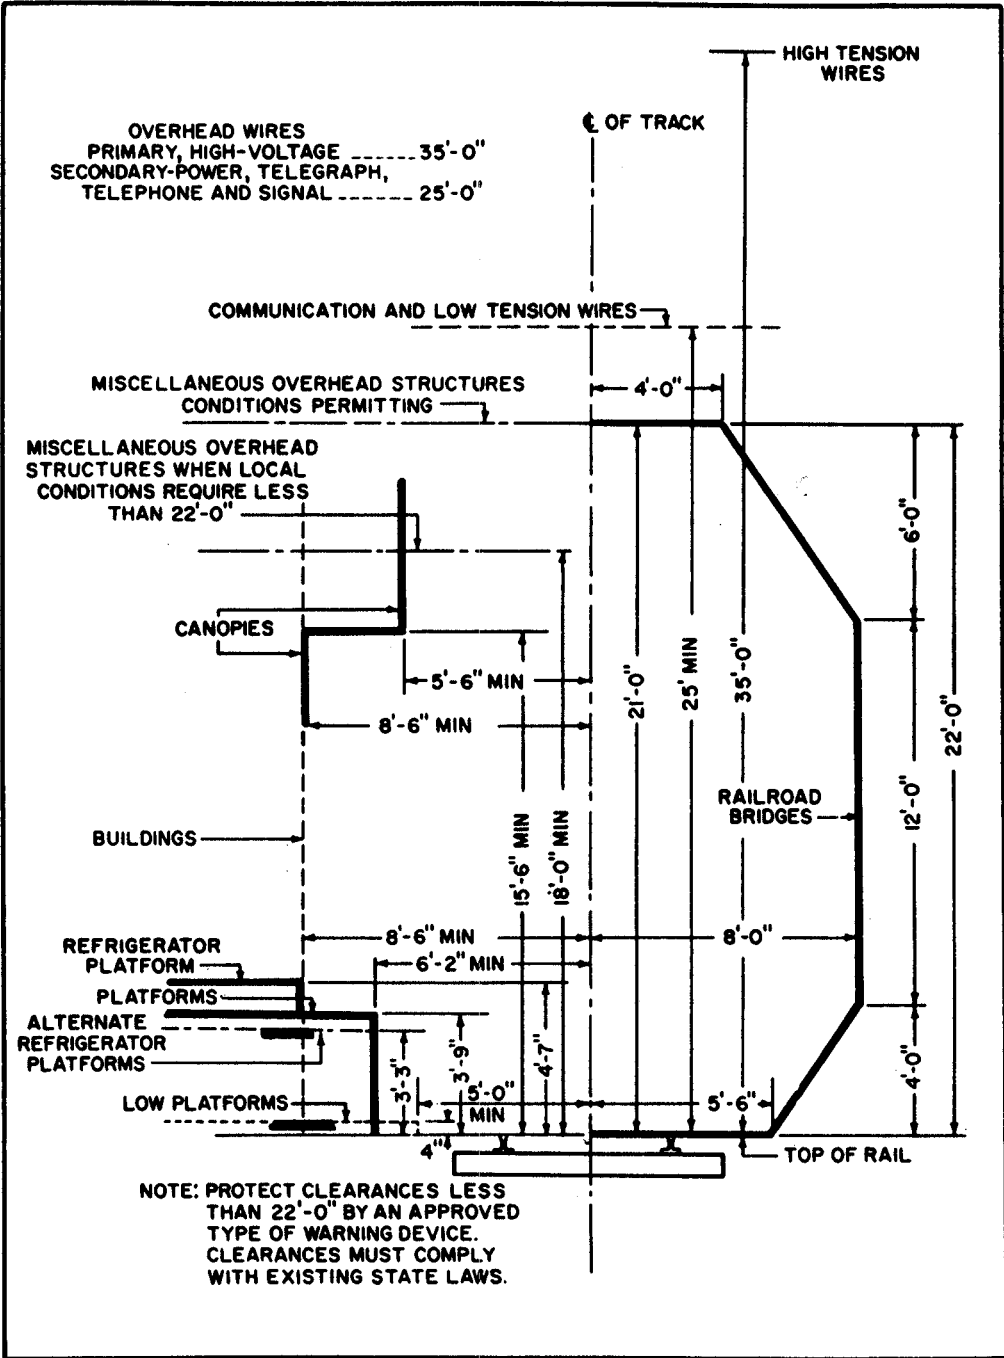 HIGH TENSION
WIRES
℄ OF TRACK
OVERHEAD WIRES
PRIMARY, HIGH-VOLTAGE ------ 35'-0"
SECONDARY-POWER, TELEGRAPH,
TELEPHONE AND SIGNAL ------- 25'-0"
COMMUNICATION AND LOW TENSION WIRES
MISCELLANEOUS OVERHEAD STRUCTURES
CONDITIONS PERMITTING
4'-0"
MISCELLANEOUS OVERHEAD
STRUCTURES WHEN LOCAL
CONDITIONS REQUIRE LESS
THAN 22'-0"
6'-0"
CANOPIES
5'-6" MIN
8'-6" MIN
21'-0"
25' MIN
35'-0"
22'-0"
12'-0"
RAILROAD
BRIDGES
BUILDINGS
15'-6" MIN
18'-0" MIN
8'-6" MIN
8'-0"
6'-2" MIN
REFRIGERATOR
PLATFORM
PLATFORMS
ALTERNATE
REFRIGERATOR
PLATFORMS
3'-3"
3'-9"
4'-7"
4'-0"
5'-0"
MIN
5'-6"
LOW PLATFORMS
4"
TOP OF RAIL
NOTE: PROTECT CLEARANCES LESS
THAN 22'-0" BY AN APPROVED
TYPE OF WARNING DEVICE.
CLEARANCES MUST COMPLY
WITH EXISTING STATE LAWS.